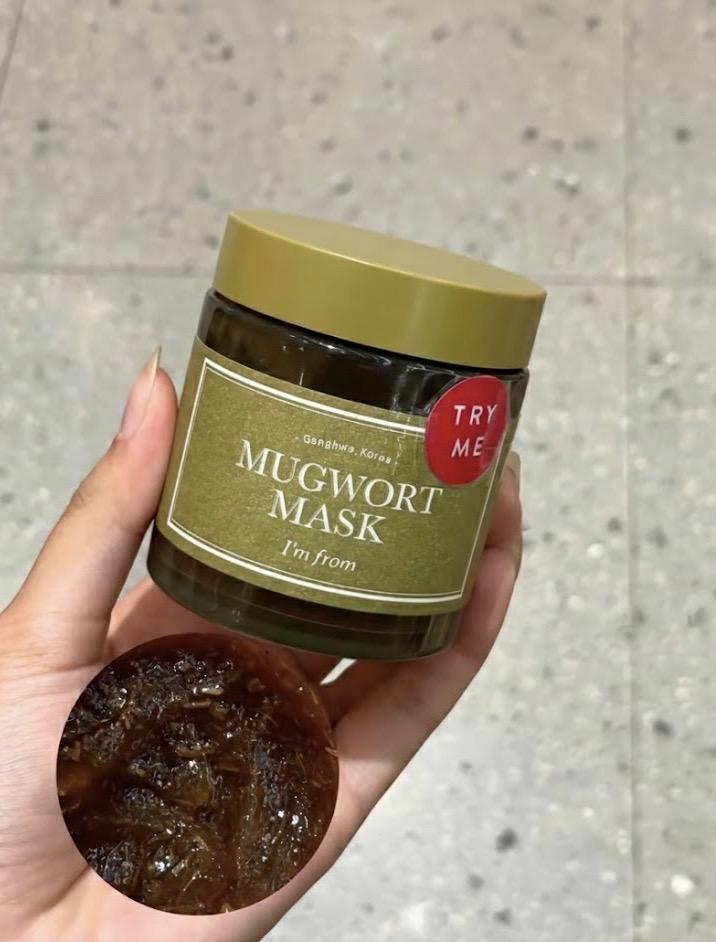 TRY
ME
Ganghwa, Korea
MUGWORT
MASK
I'm from